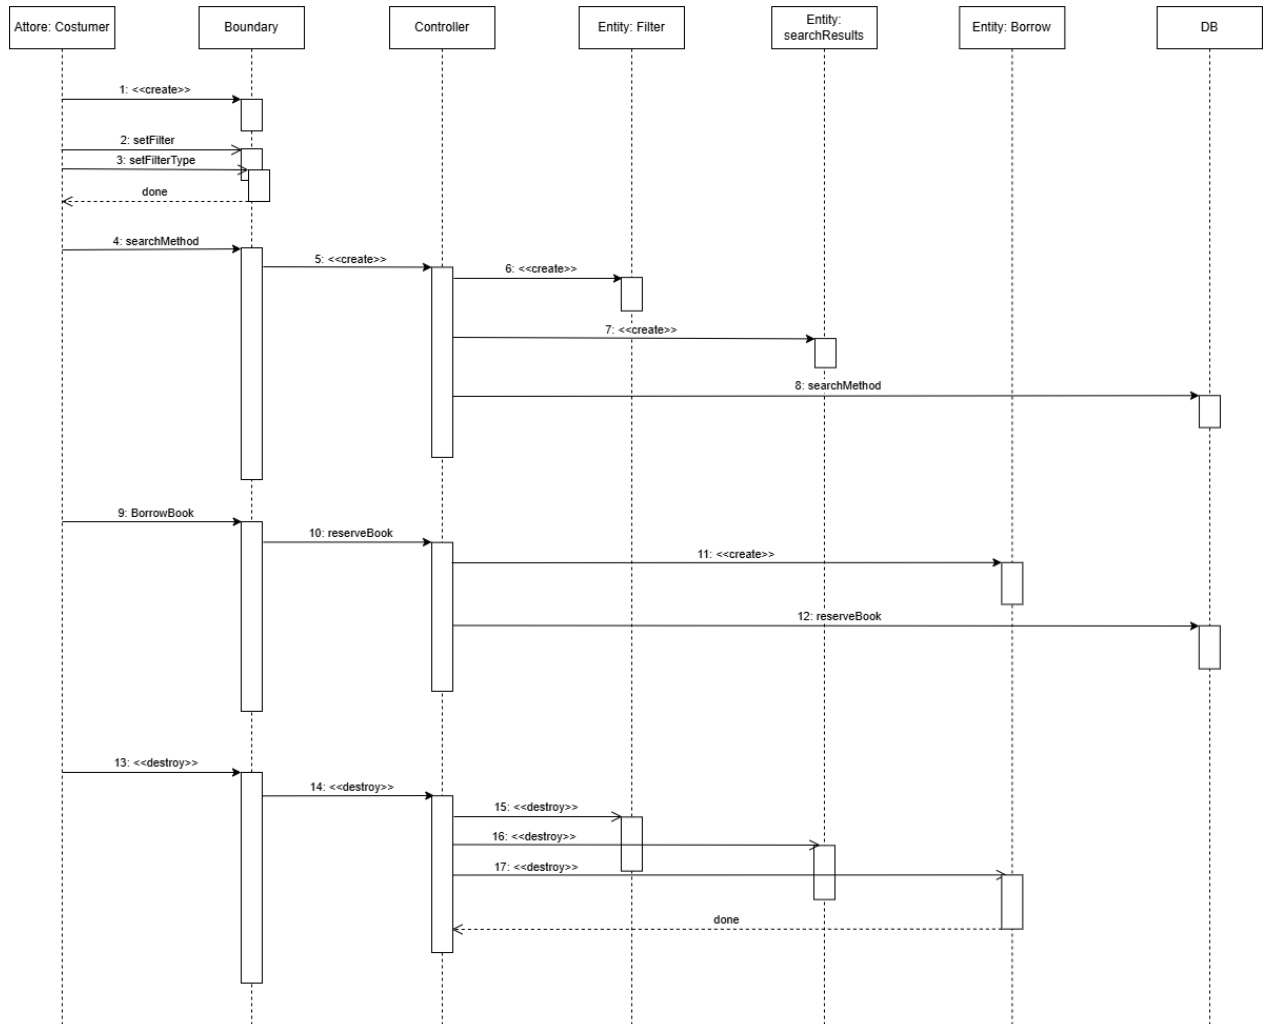 Attore: Costumer
Boundary
Controller
Entity: Filter
Entity:
searchResults
Entity: Borrow
DB
1: <<create>>
2: setFilter
3: setFilterType
done
4: searchMethod
5: <<create>>
6: <<create>>
7: <<create>>
8: searchMethod
9: BorrowBook
10: reserveBook
11: <<create>>
12: reserveBook
13: <<destroy>>
14: <<destroy>>
15: <<destroy>>
16: <<destroy>>
17: <<destroy>>
done